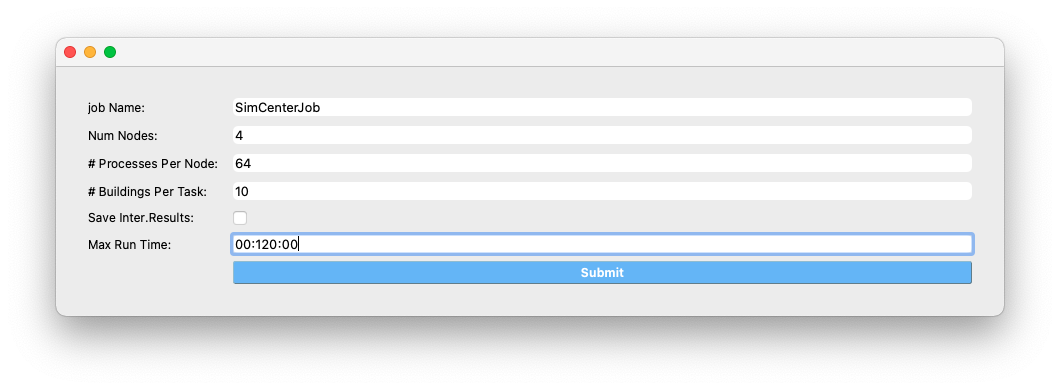 job Name: SimCenterJob
Num Nodes: 4
# Processes Per Node: 64
# Buildings Per Task: 10
Save Inter.Results:
Max Run Time: 00:120:00
Submit